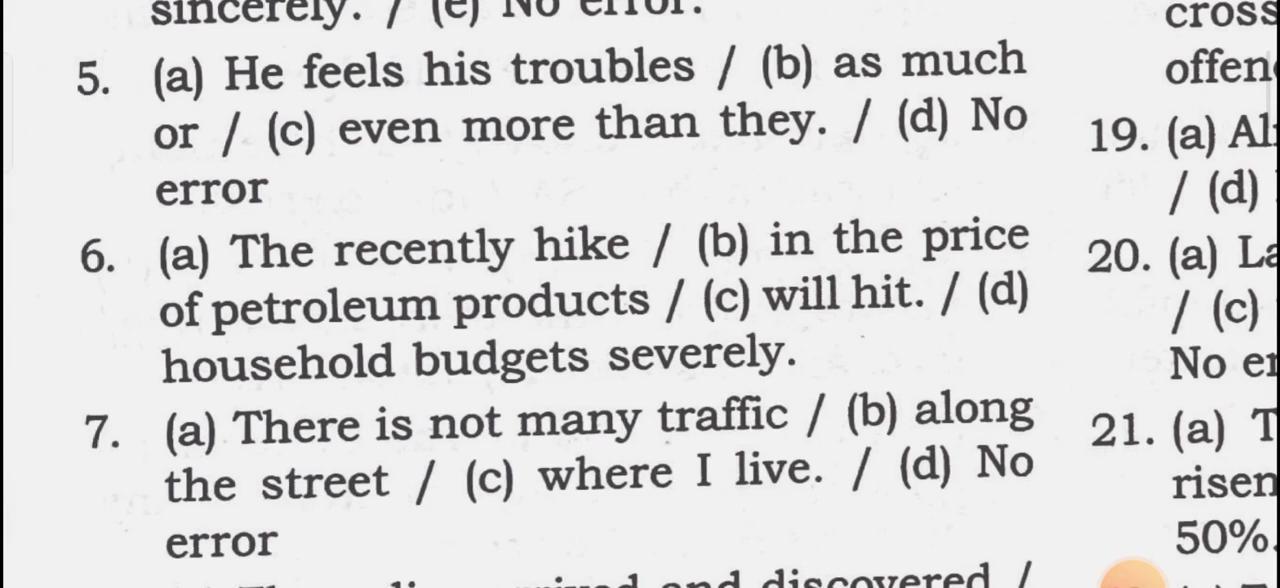 sincerely. / (e) No error.
5. (a) He feels his troubles / (b) as much
or / (c) even more than they. / (d) No
error
6. (a) The recently hike / (b) in the price
of petroleum products / (c) will hit. / (d)
household budgets severely.
7. (a) There is not many traffic / (b) along
the street / (c) where I live. / (d) No
error
and discovered /
cross
offen
19. (a) Al
/ (d)
20. (a) La
/ (c)
No er
21. (a) T
risen
50%.